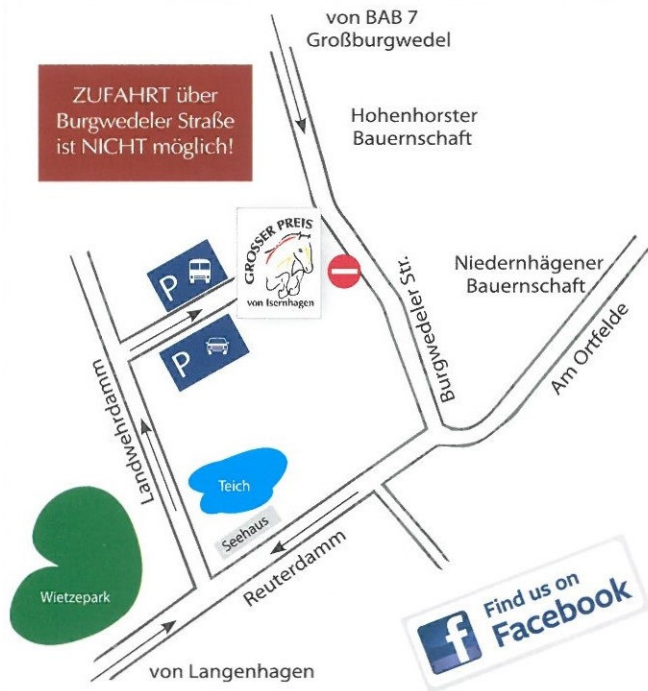 von BAB 7
Großburgwedel
ZUFAHRT über
Burgwedeler Straße
ist NICHT möglich!
Hohenhorster
Bauernschaft
GROSSER PREIS
von Isernhagen
P
P
Burgwedeler Str.
Niedernhägener
Bauernschaft
Am Ortfelde
Landwehrdamm
Teich
Seehaus
Reuterdamm
Wietzepark
von Langenhagen
f
Find us on
Facebook